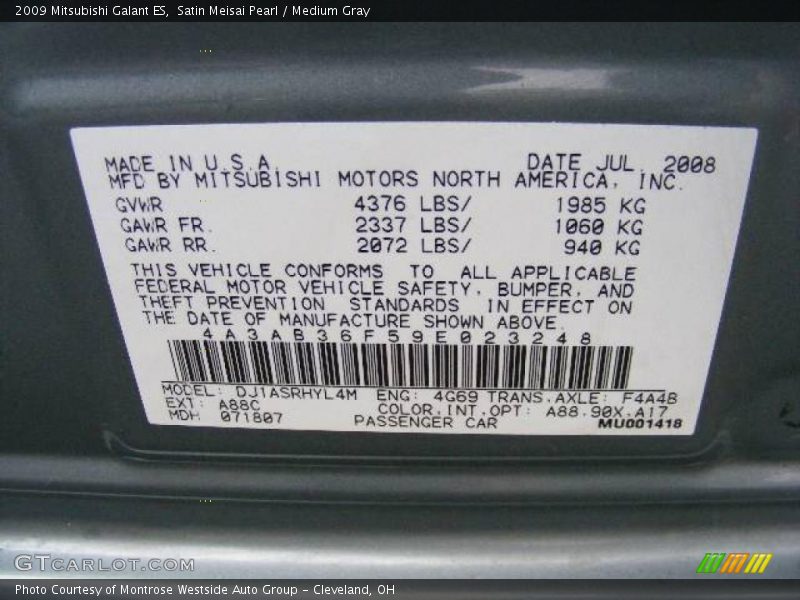 2009 Mitsubishi Galant ES, Satin Meisai Pearl / Medium Gray
MADE IN U.S.A. DATE JUL, 2008
MFD BY MITSUBISHI MOTORS NORTH AMERICA, INC.
GVWR 4376 LBS/ 1985 KG
GAWR FR. 2337 LBS/ 1060 KG
GAWR RR. 2072 LBS/ 940 KG
THIS VEHICLE CONFORMS TO ALL APPLICABLE
FEDERAL MOTOR VEHICLE SAFETY, BUMPER, AND
THEFT PREVENTION STANDARDS IN EFFECT ON
THE DATE OF MANUFACTURE SHOWN ABOVE.
4A3AB36F59E023248
MODEL: DJ1ASRHYL4M ENG: 4G69 TRANS.AXLE: F4A4B
EXT: A88C COLOR.INT.OPT: A88.90X.A17
MDH 071807 PASSENGER CAR MU001418
GTCARLOT.COM
Photo Courtesy of Montrose Westside Auto Group - Cleveland, OH